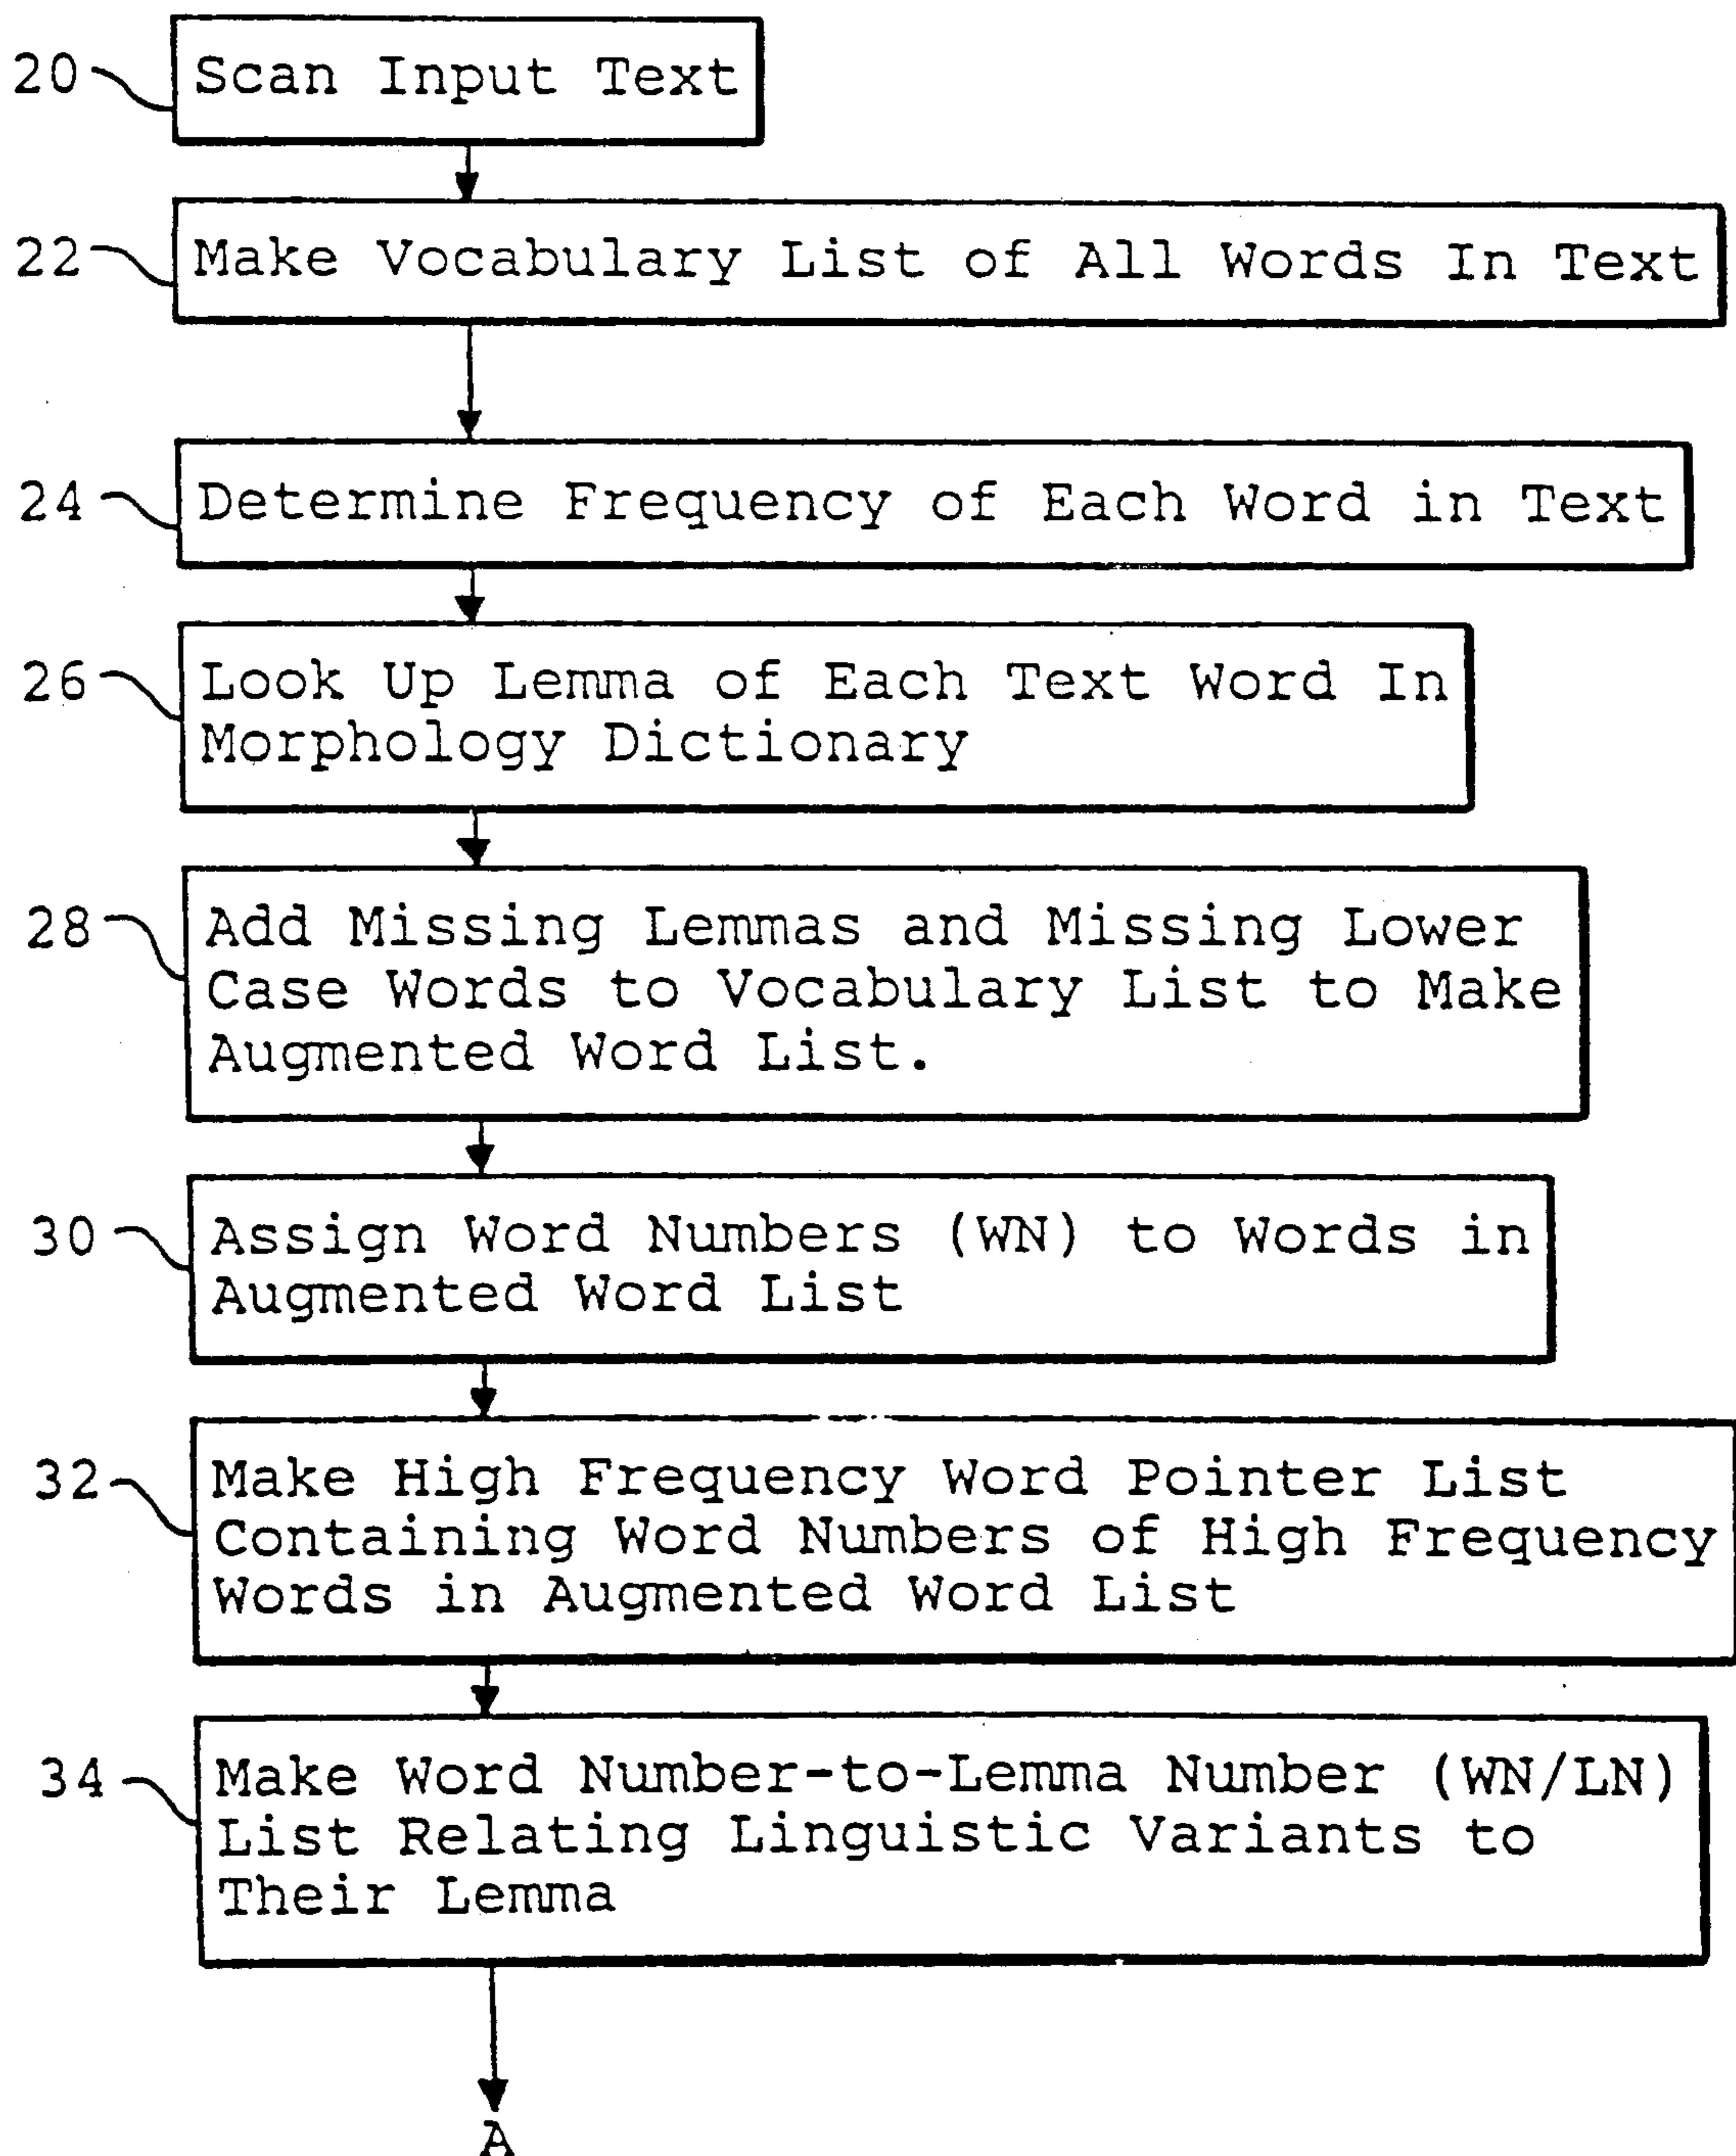 20 Scan Input Text
22 Make Vocabulary List of All Words In Text
24 Determine Frequency of Each Word in Text
26 Look Up Lemma of Each Text Word In
Morphology Dictionary
28 Add Missing Lemmas and Missing Lower
Case Words to Vocabulary List to Make
Augmented Word List.
30 Assign Word Numbers (WN) to Words in
Augmented Word List
32 Make High Frequency Word Pointer List
Containing Word Numbers of High Frequency
Words in Augmented Word List
34 Make Word Number-to-Lemma Number (WN/LN)
List Relating Linguistic Variants to
Their Lemma
A